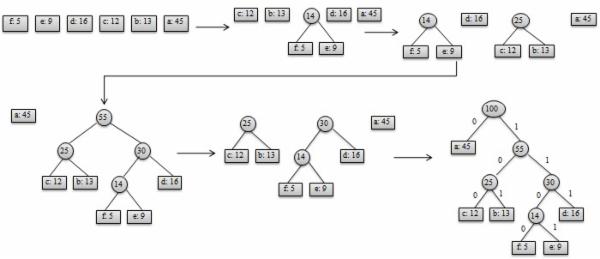 f: 5 e: 9 d: 16 c: 12 b: 13 a: 45
c: 12 b: 13 14 d: 16 a: 45
f: 5 e: 9
14 d: 16 25 a: 45
f: 5 e: 9 c: 12 b: 13
a: 45 55
25 30
c: 12 b: 13 14 d: 16
f: 5 e: 9
25 30 a: 45
c: 12 b: 13 14 d: 16
f: 5 e: 9
100
0 1
a: 45 55
0 1
25 30
0 1 0 1
c: 12 b: 13 14 d: 16
0 1
f: 5 e: 9